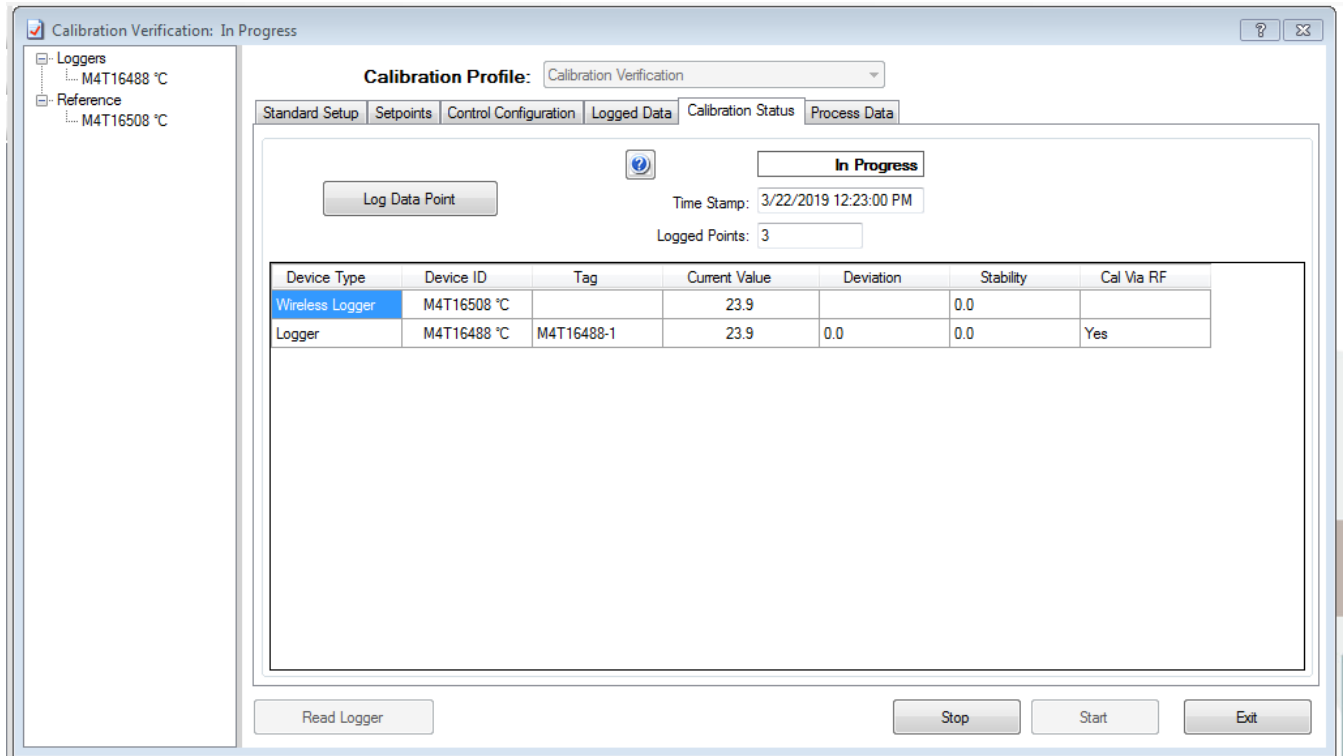 Calibration Verification: In Progress
Loggers
M4T16488 °C
Reference
M4T16508 °C
Calibration Profile: Calibration Verification
Standard Setup Setpoints Control Configuration Logged Data Calibration Status Process Data
In Progress
Log Data Point
Time Stamp: 3/22/2019 12:23:00 PM
Logged Points: 3
Device Type Device ID Tag Current Value Deviation Stability Cal Via RF
Wireless Logger M4T16508 °C 23.9 0.0
Logger M4T16488 °C M4T16488-1 23.9 0.0 0.0 Yes
Read Logger Stop Start Exit